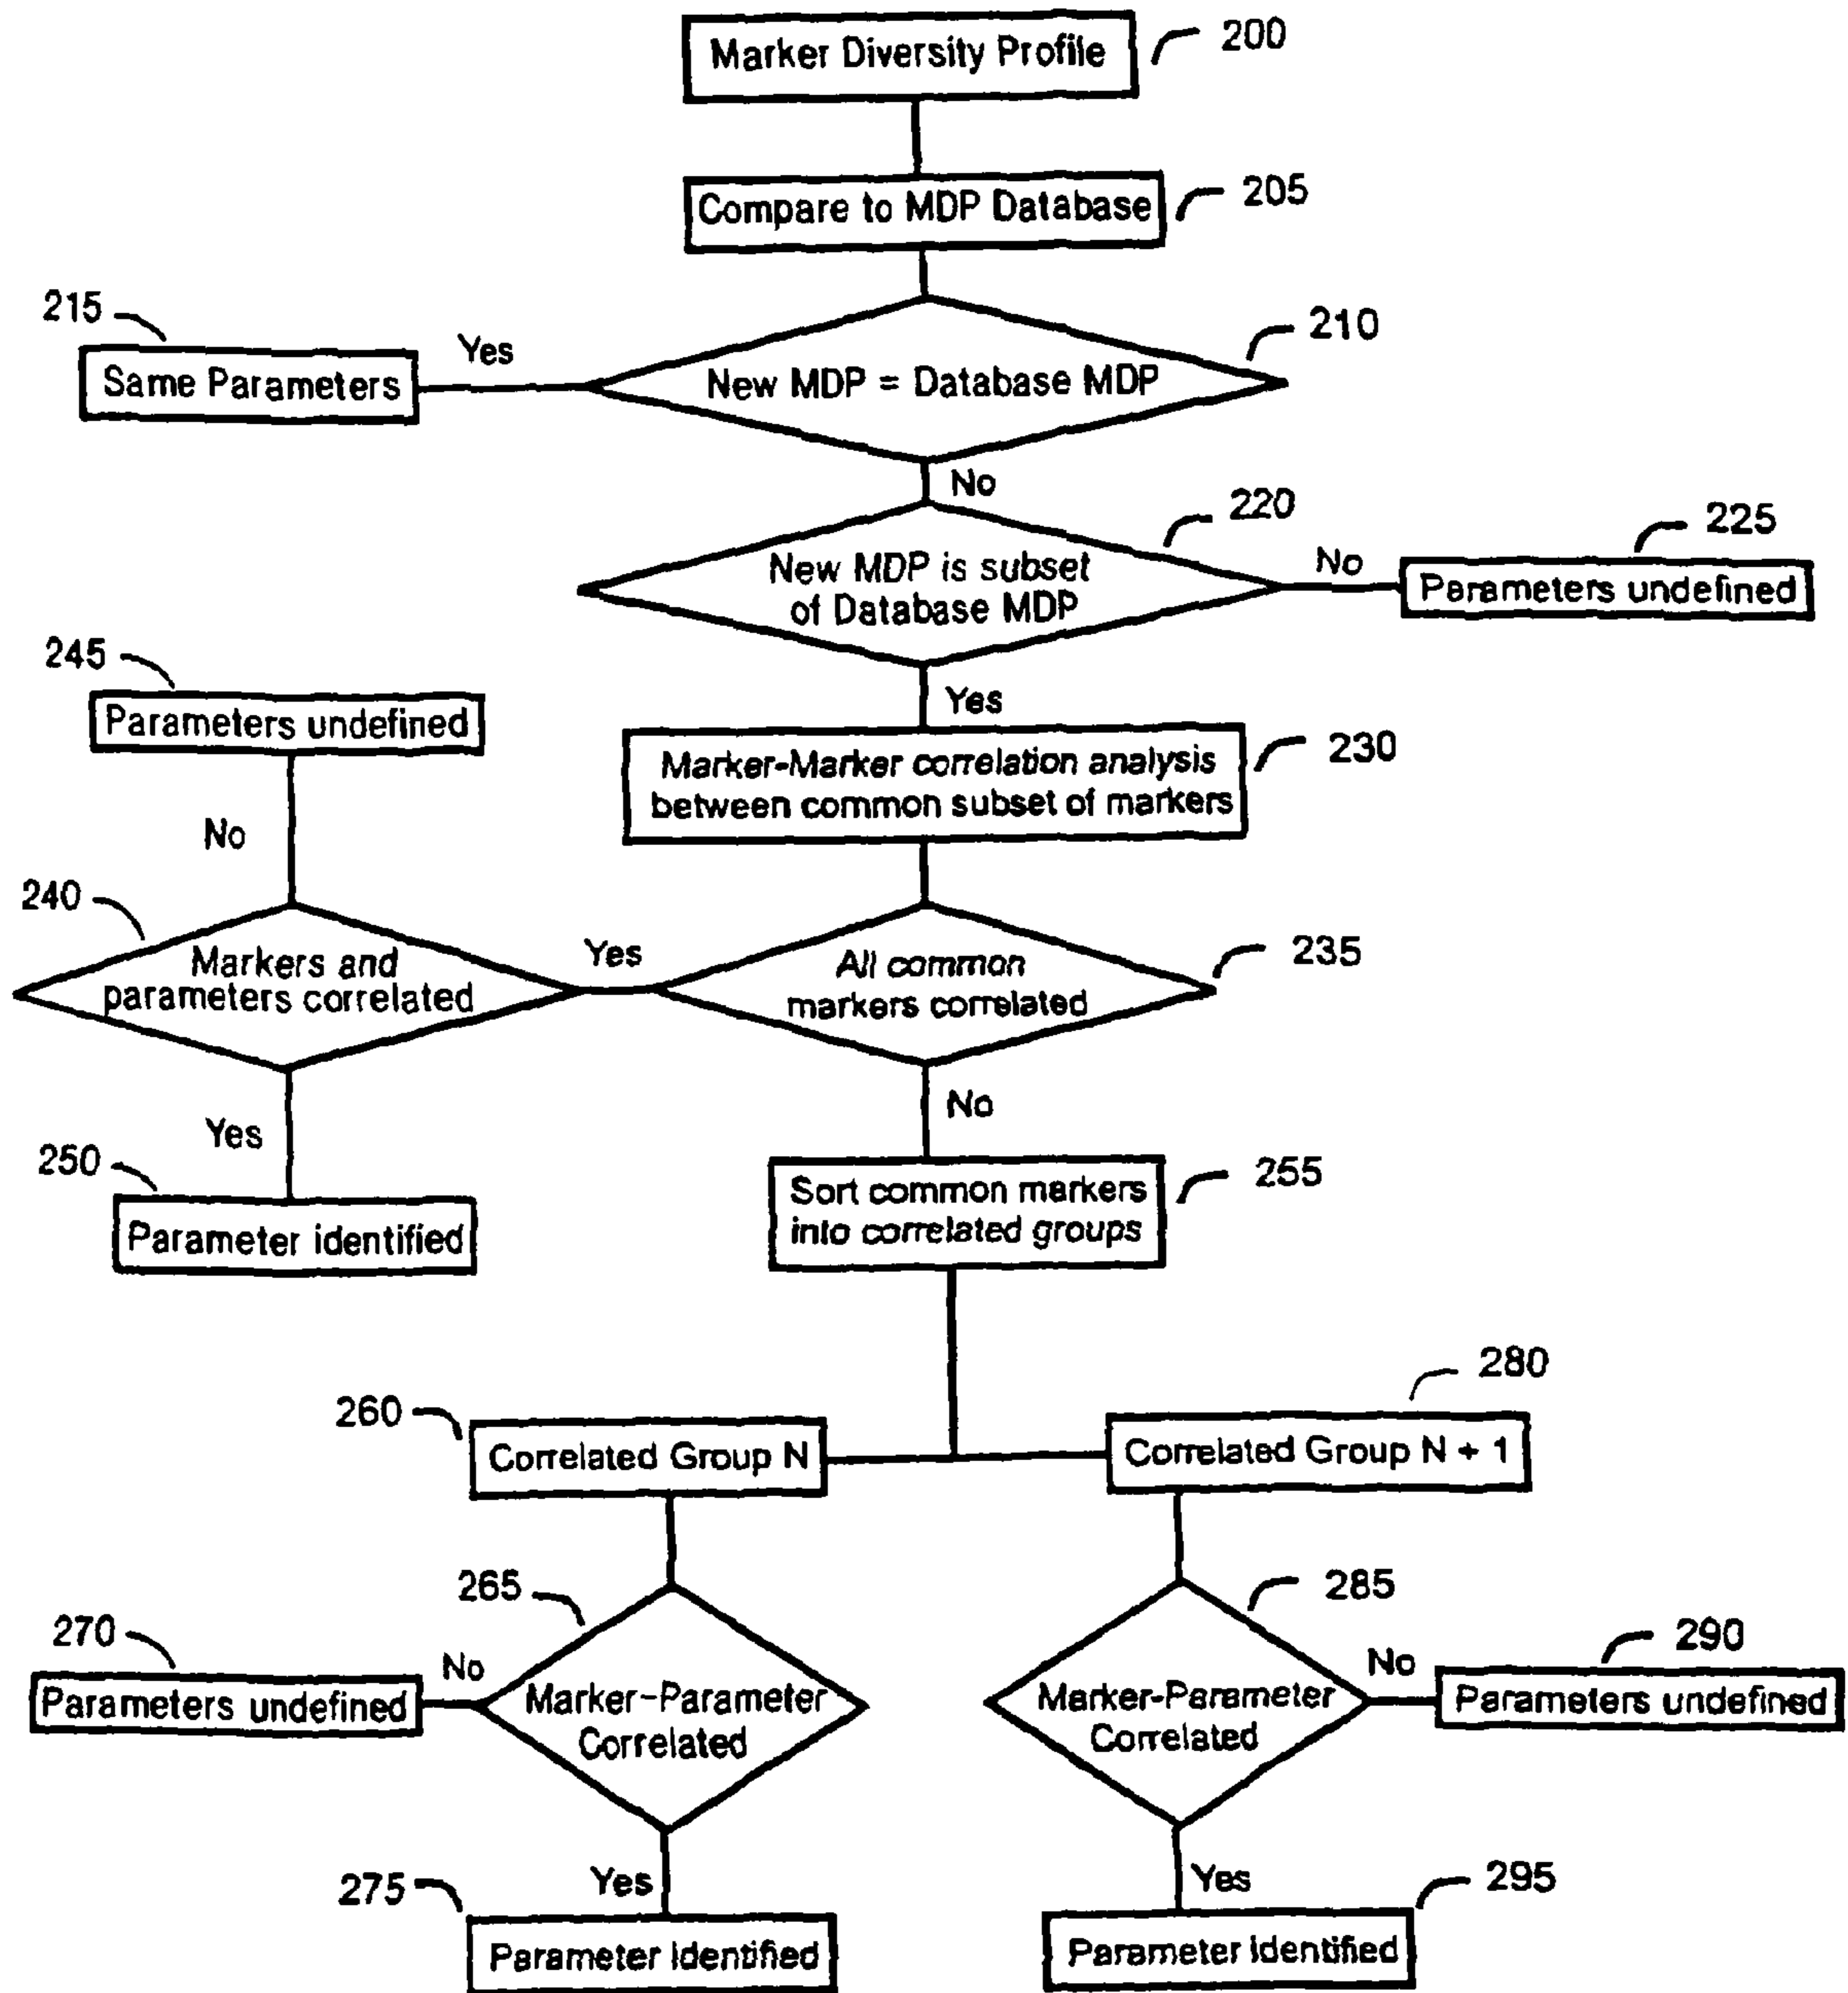 Marker Diversity Profile
200
Compare to MDP Database
205
215
Yes
210
Same Parameters
New MDP = Database MDP
No
220
225
New MDP is subset
of Database MDP
No
Parameters undefined
245
Yes
Parameters undefined
230
Marker-Marker correlation analysis
between common subset of markers
No
240
Markers and
parameters correlated
Yes
All common
markers correlated
235
No
Yes
250
Parameter identified
Sort common markers
into correlated groups
255
280
260
Correlated Group N
Correlated Group N + 1
265
285
270
No
Parameters undefined
Marker-Parameter
Correlated
Marker-Parameter
Correlated
No
290
Parameters undefined
275
Yes
Yes
295
Parameter Identified
Parameter Identified